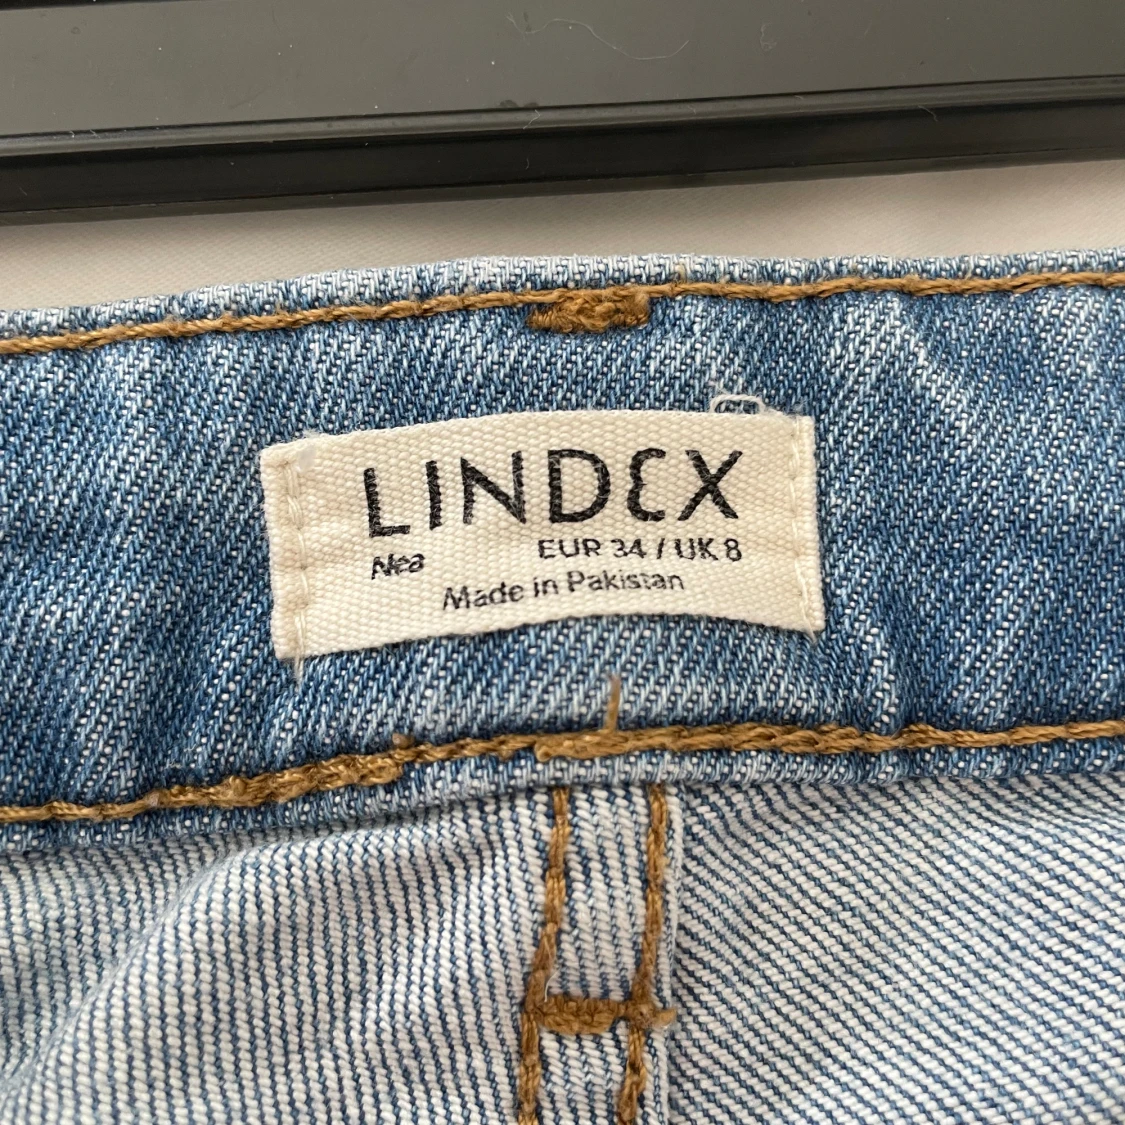 LINDEX
Nea EUR 34 / UK 8
Made in Pakistan